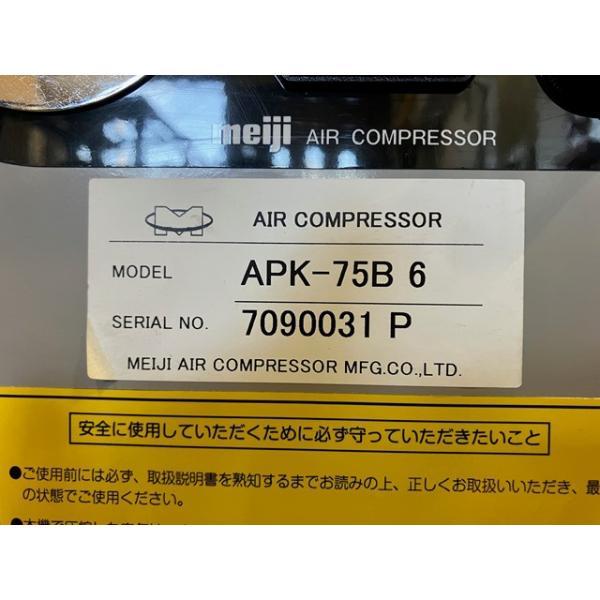 meiji AIR COMPRESSOR
AIR COMPRESSOR
MODEL APK-75B 6
SERIAL NO. 7090031 P
MEIJI AIR COMPRESSOR MFG.CO.,LTD.
安全に使用していただくために必ず守っていただきたいこと
●ご使用前には必ず、取扱説明書を熟知するまでお読みの上、正しくお取扱いいただき、最
の状態でご使用ください。